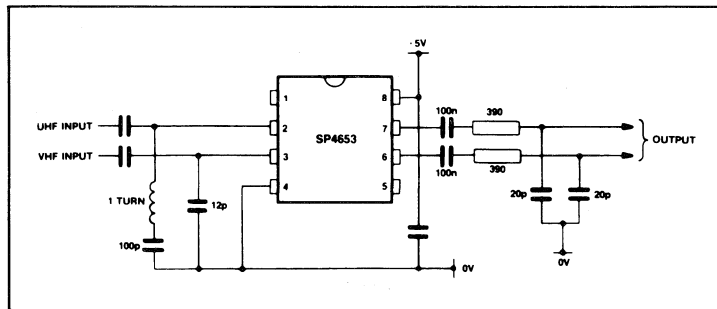 · 5V
100n
390
1
8
UHF INPUT
2
7
SP4653
OUTPUT
VHF INPUT
3
6
4
5
100n
390
1 TURN
12p
20p
20p
100p
0V
0V